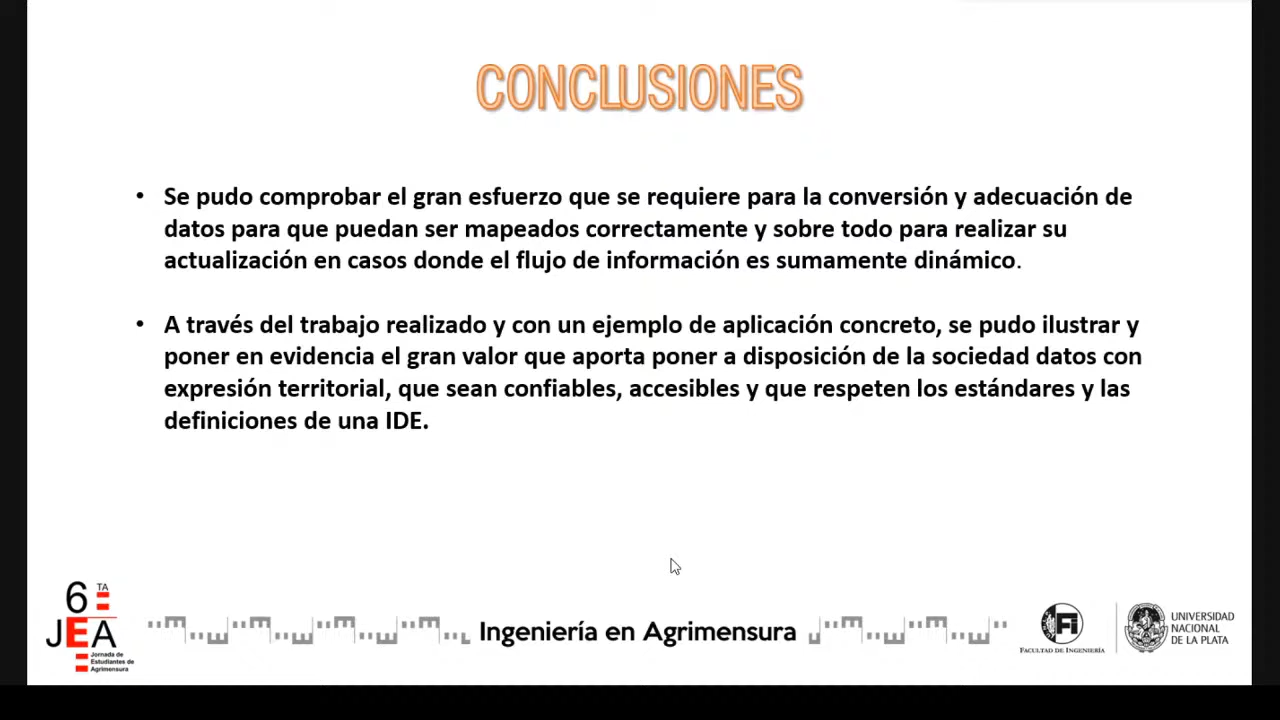 CONCLUSIONES
• Se pudo comprobar el gran esfuerzo que se requiere para la conversión y adecuación de
datos para que puedan ser mapeados correctamente y sobre todo para realizar su
actualización en casos donde el flujo de información es sumamente dinámico.
• A través del trabajo realizado y con un ejemplo de aplicación concreto, se pudo ilustrar y
poner en evidencia el gran valor que aporta poner a disposición de la sociedad datos con
expresión territorial, que sean confiables, accesibles y que respeten los estándares y las
definiciones de una IDE.
6 TA
JEA
Jornada de
Estudiantes de
Agrimensura
Ingeniería en Agrimensura
Fi
FACULTAD DE INGENIERÍA
UNIVERSIDAD
NACIONAL
DE LA PLATA